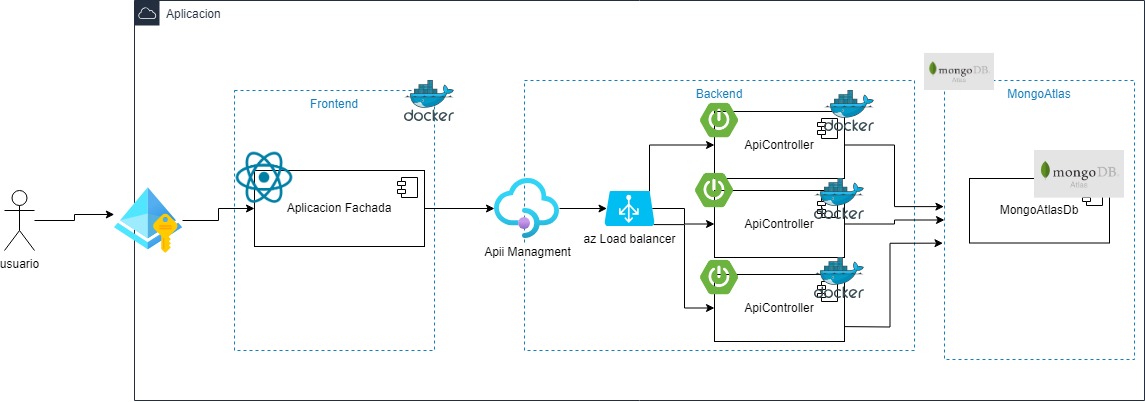 Aplicacion
Frontend
docker
Aplicacion Fachada
usuario
Apii Managment
Backend
az Load balancer
docker
ApiController
docker
ApiController
docker
ApiController
mongoDB.
Atlas
MongoAtlas
mongoDB.
Atlas
MongoAtlasDb